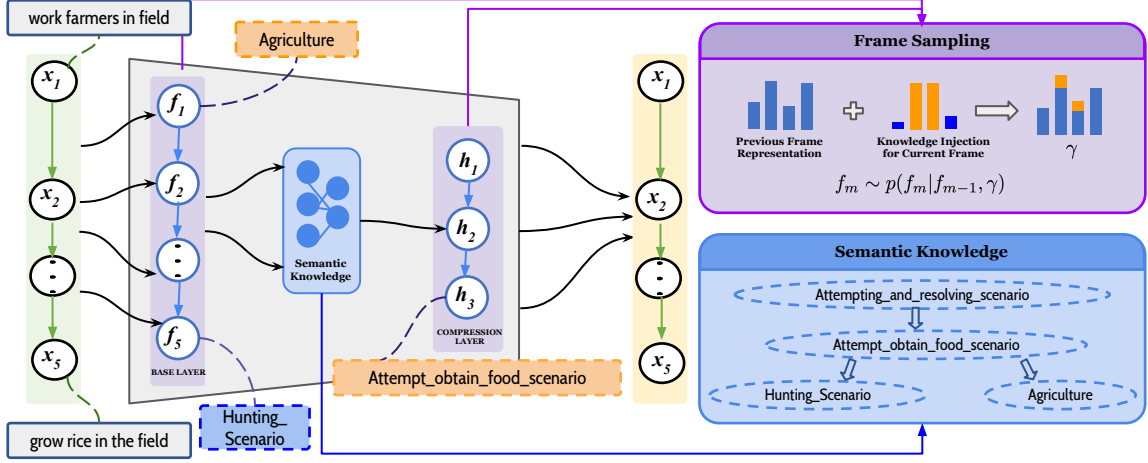 work farmers in field
x1
x2
x5
grow rice in the field
Agriculture
f1
f2
f5
BASE LAYER
Hunting_
Scenario
Semantic
Knowledge
h1
h2
h3
COMPRESSION
LAYER
Attempt_obtain_food_scenario
x1
x2
x5
Frame Sampling
+
Previous Frame
Representation
Knowledge Injection
for Current Frame
γ
fm ∼ p(fm|fm−1, γ)
Semantic Knowledge
Attempting_and_resolving_scenario
Attempt_obtain_food_scenario
Hunting_Scenario
Agriculture